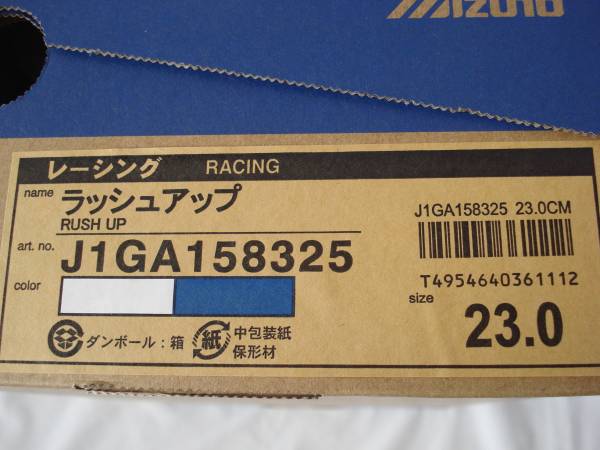 MIZUNO
レーシング RACING
name ラッシュアップ
RUSH UP
art. no. J1GA158325
color
ダンボール：箱 紙 中包装紙
保形材
J1GA158325 23.0CM
T4954640361112
size
23.0